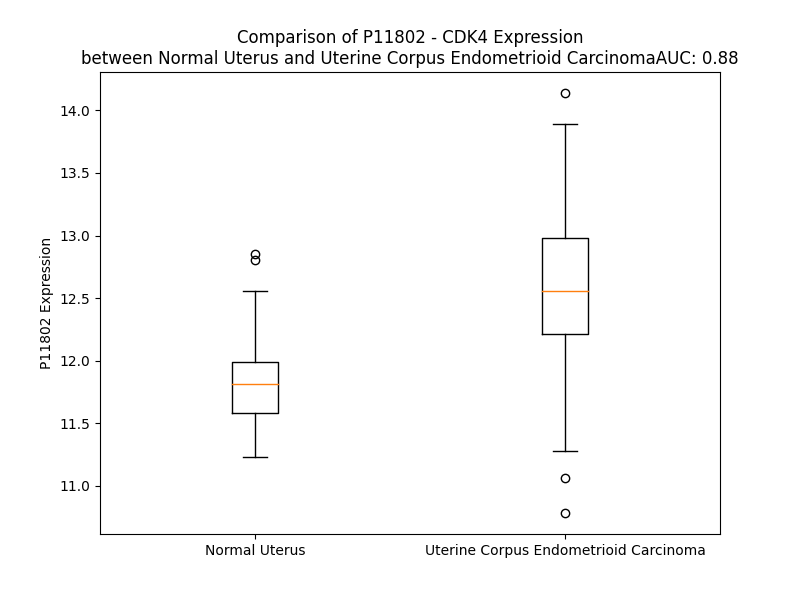 Comparison of P11802 - CDK4 Expression
between Normal Uterus and Uterine Corpus Endometrioid CarcinomaAUC: 0.88
14.0
13.5
13.0
12.5
12.0
11.5
11.0
P11802 Expression
Normal Uterus
Uterine Corpus Endometrioid Carcinoma